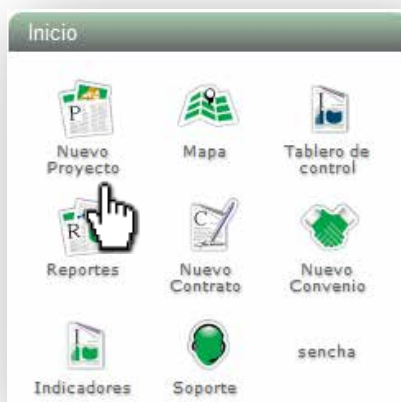 Inicio
P
Nuevo
Proyecto
Mapa
I
Tablero de
control
R
Reportes
C
Nuevo
Contrato
Nuevo
Convenio
I
Indicadores
Soporte
sencha